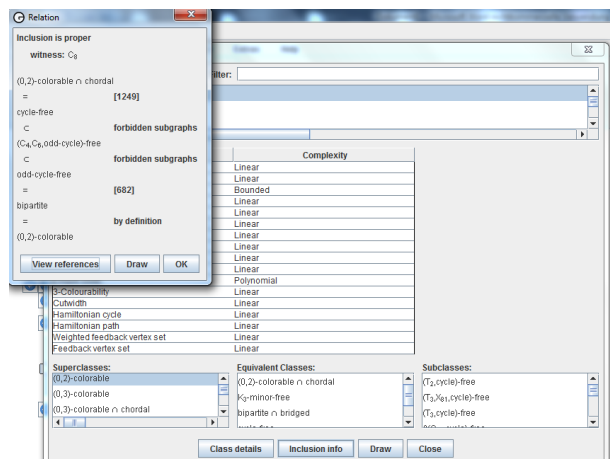 Relation
Inclusion is proper
witness: C₈
(0,2)-colorable ∩ chordal
= [1249]
cycle-free
⊂ forbidden subgraphs
(C₄,C₆,odd-cycle)-free
⊂ forbidden subgraphs
odd-cycle-free
= [682]
bipartite
= by definition
(0,2)-colorable
View references Draw OK
Help
filter:
Complexity
Linear
Linear
Bounded
Linear
Linear
Linear
Linear
Linear
Linear
Linear
Polynomial
3-Colourability Linear
Cutwidth Linear
Hamiltonian cycle Linear
Hamiltonian path Linear
Weighted feedback vertex set Linear
Feedback vertex set Linear
Superclasses: Equivalent Classes: Subclasses:
(0,2)-colorable (0,2)-colorable ∩ chordal (T₂,cycle)-free
(0,3)-colorable K₃-minor-free (T₃,X₈₁,cycle)-free
(0,3)-colorable ∩ chordal bipartite ∩ bridged (T₃,cycle)-free
Class details Inclusion info Draw Close